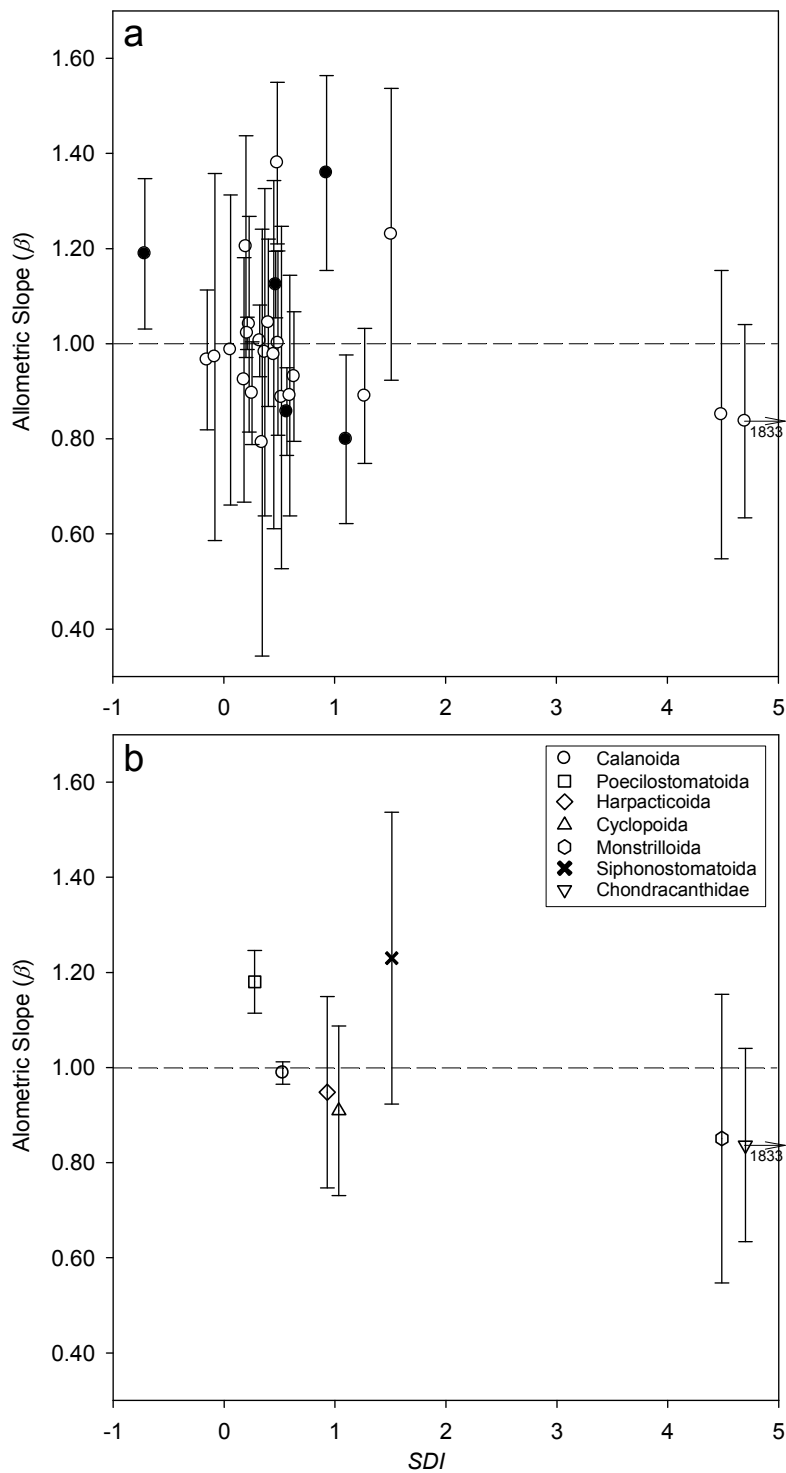 a
1.60
1.40
1.20
1.00
0.80
0.60
0.40
Allometric Slope (β)
1833
-1 0 1 2 3 4 5
b
Calanoida
Poecilostomatoida
Harpacticoida
Cyclopoida
Monstrilloida
Siphonostomatoida
Chondracanthidae
1.60
1.40
1.20
1.00
0.80
0.60
0.40
Alometric Slope (β)
1833
-1 0 1 2 3 4 5
SDI